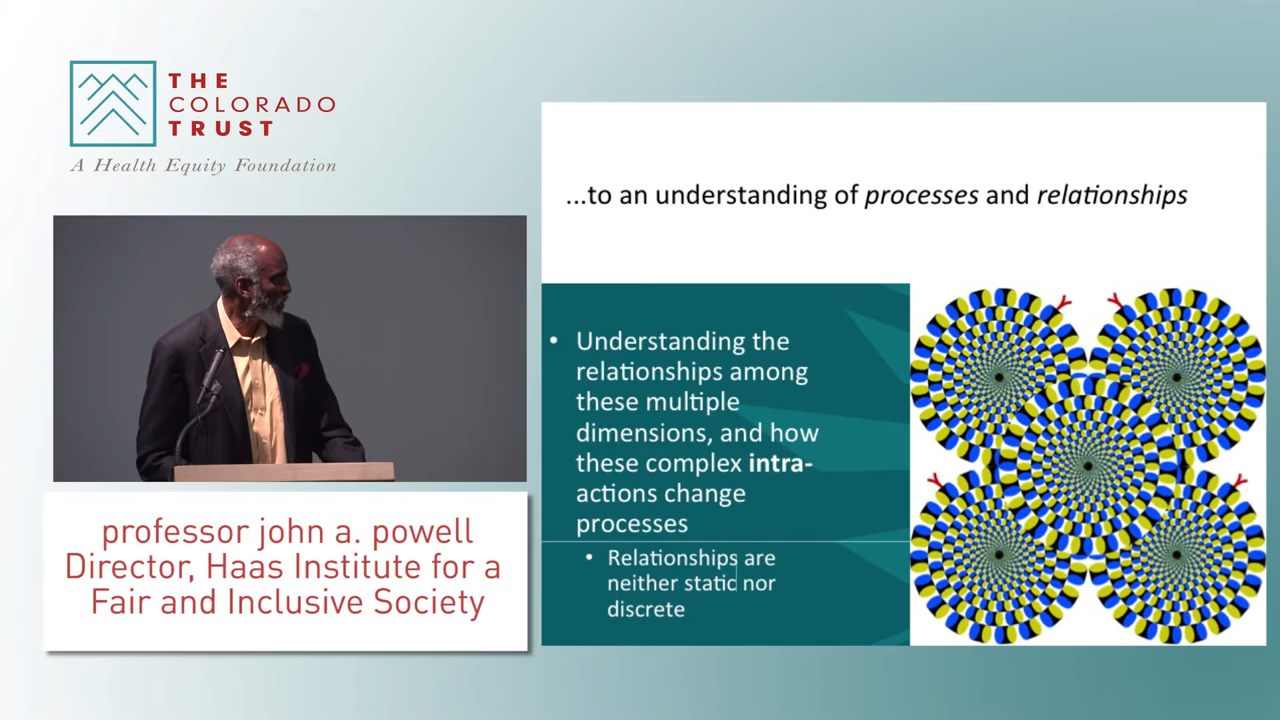 THE
COLORADO
TRUST
A Health Equity Foundation
professor john a. powell
Director, Haas Institute for a
Fair and Inclusive Society
...to an understanding of processes and relationships
• Understanding the
relationships among
these multiple
dimensions, and how
these complex intra-
actions change
processes
• Relationships are
neither static nor
discrete